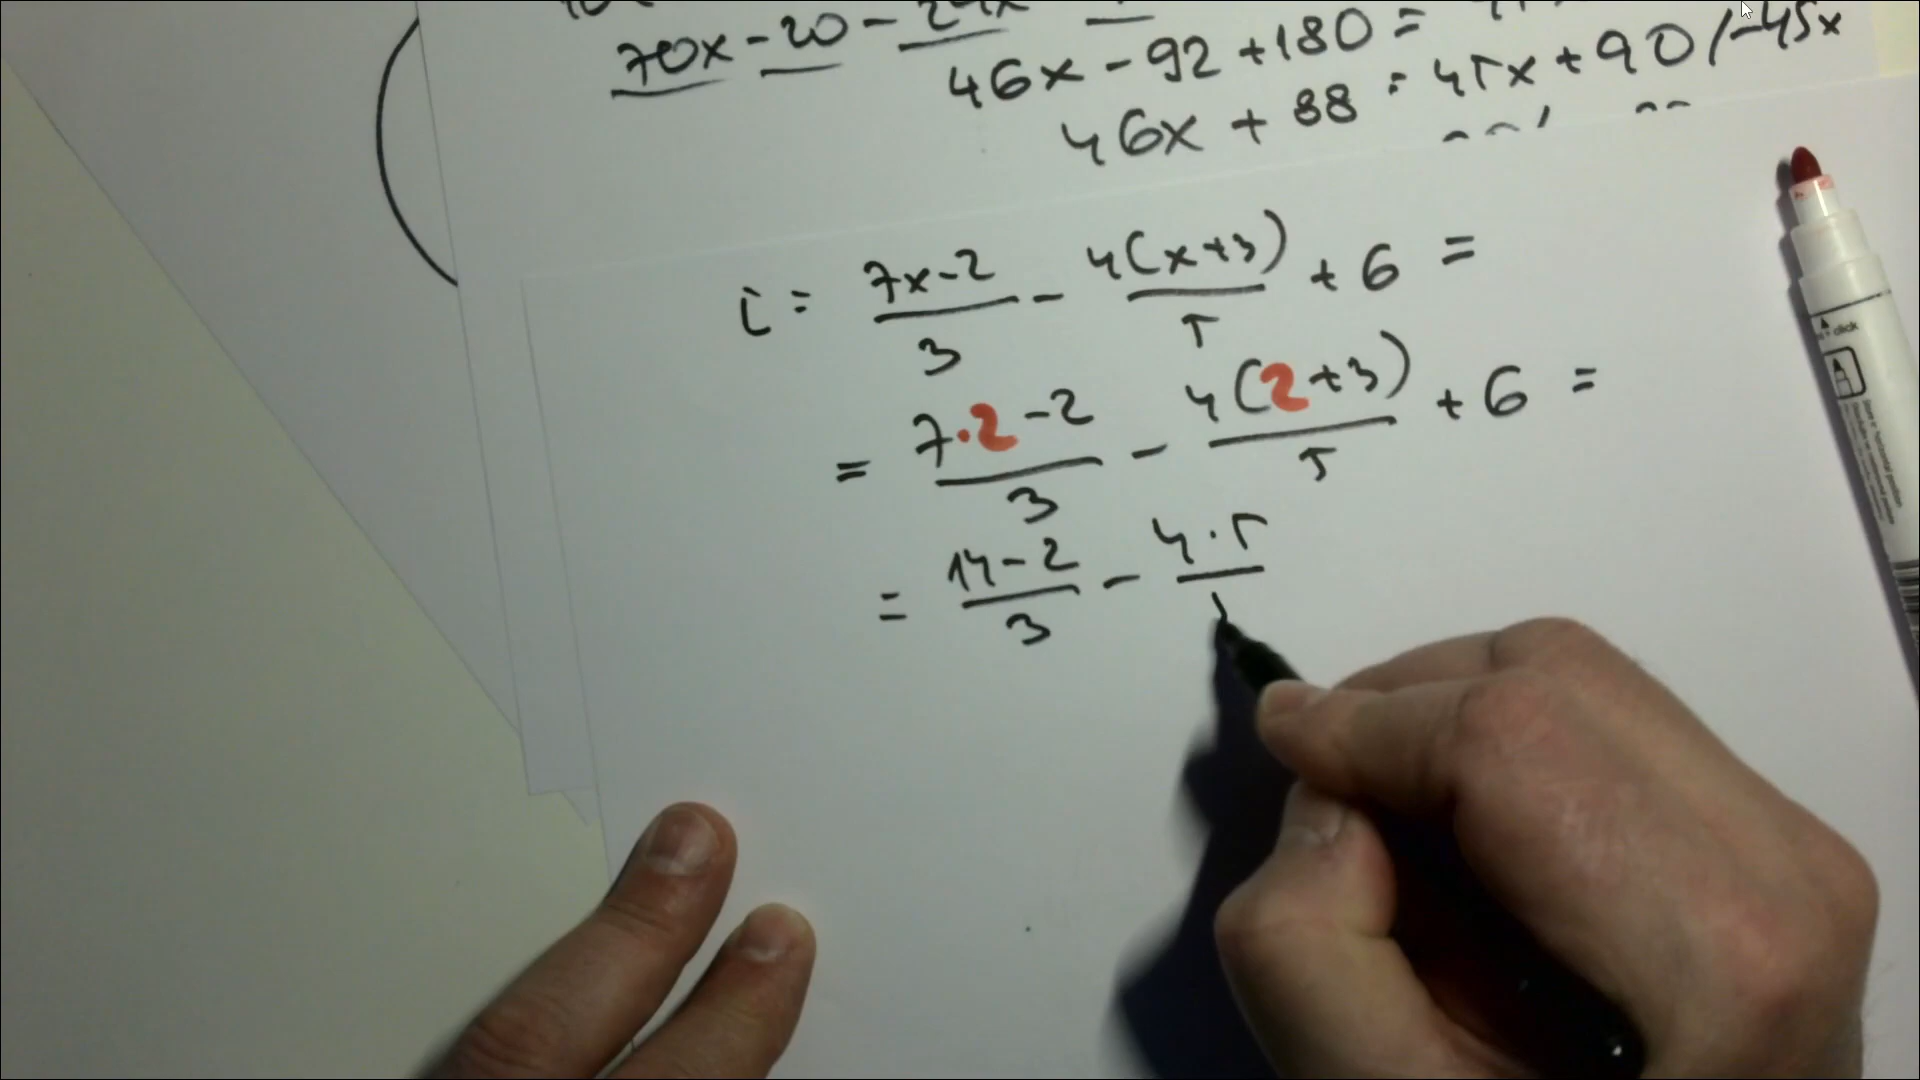 70x - 20 -
46x - 92 + 180 =
46x + 88 = 45x + 90 / -45x
L = (7x-2)/3 - 4(x+3)/5 + 6 =
= (7·2-2)/3 - 4(2+3)/5 + 6 =
= (14-2)/3 - 4·5/
click